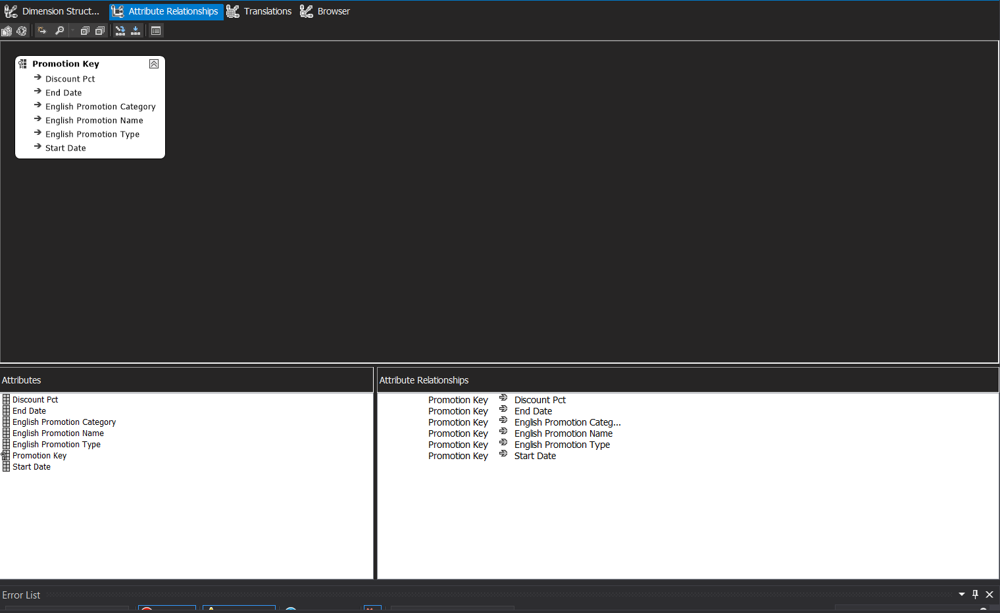 Dimension Struct... Attribute Relationships Translations Browser
Promotion Key
Discount Pct
End Date
English Promotion Category
English Promotion Name
English Promotion Type
Start Date
Attributes
Discount Pct
End Date
English Promotion Category
English Promotion Name
English Promotion Type
Promotion Key
Start Date
Attribute Relationships
Promotion Key Discount Pct
Promotion Key End Date
Promotion Key English Promotion Categ...
Promotion Key English Promotion Name
Promotion Key English Promotion Type
Promotion Key Start Date
Error List